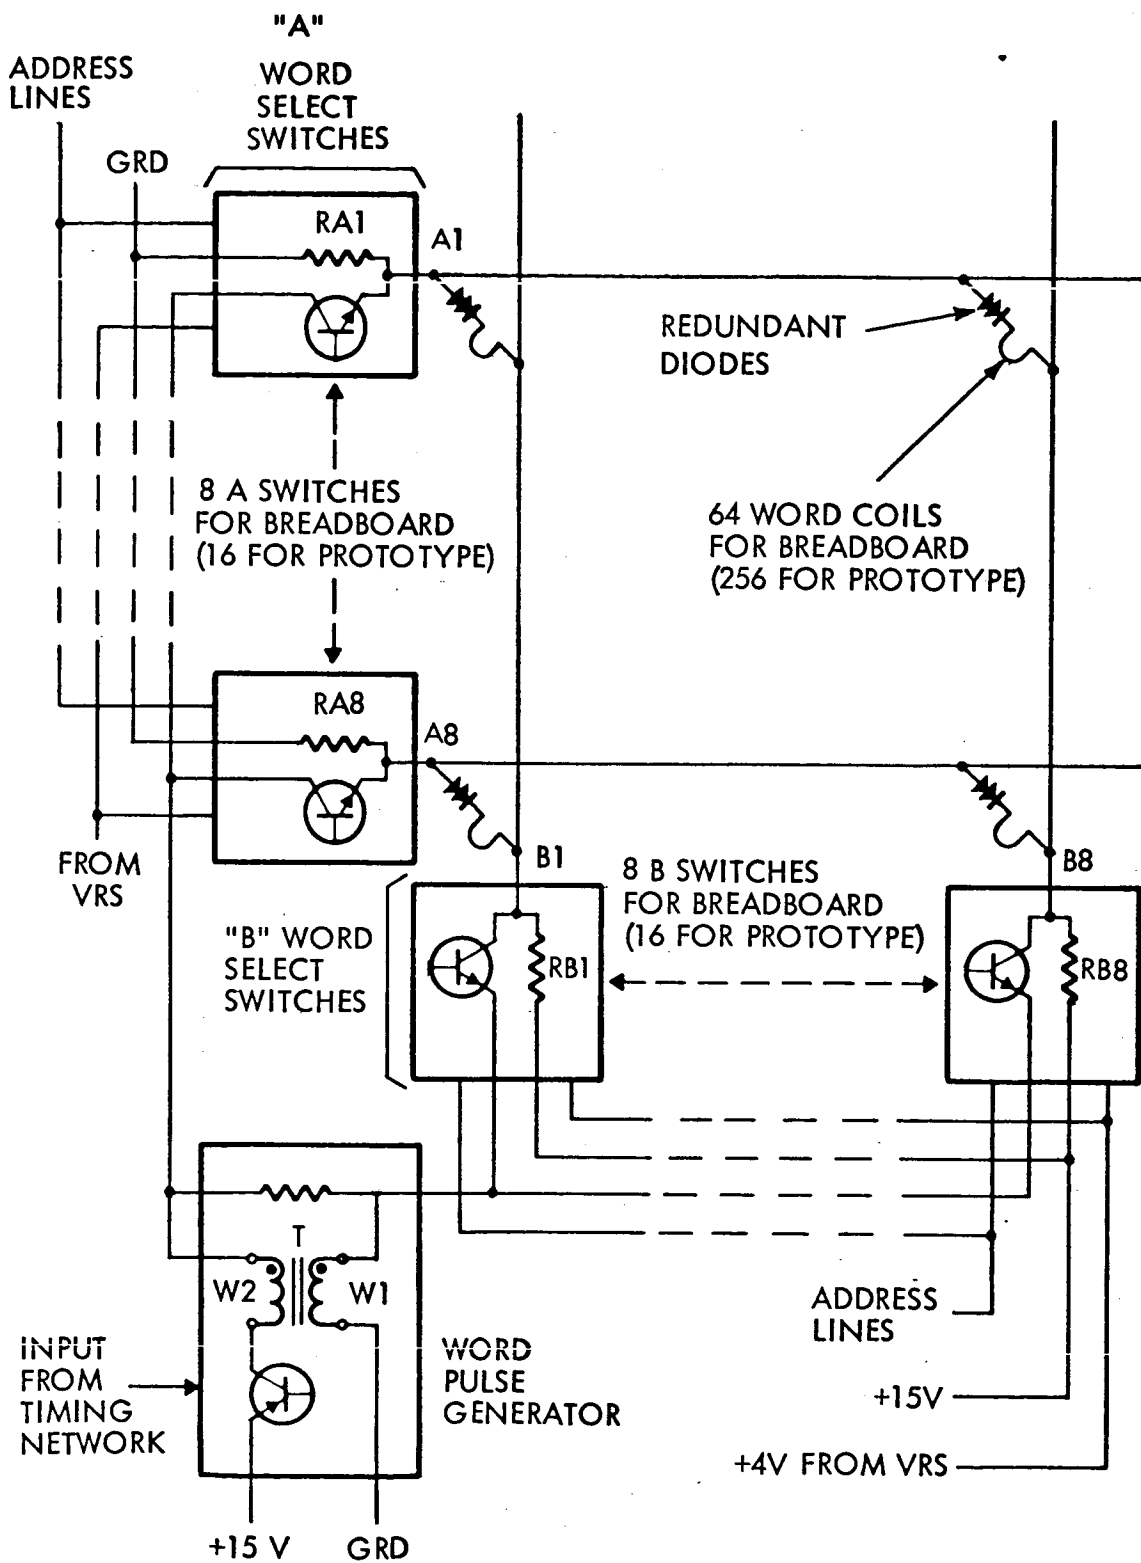 "A"
WORD
SELECT
SWITCHES
ADDRESS
LINES
GRD
RA1
A1
REDUNDANT
DIODES
8 A SWITCHES
FOR BREADBOARD
(16 FOR PROTOTYPE)
64 WORD COILS
FOR BREADBOARD
(256 FOR PROTOTYPE)
RA8
A8
FROM
VRS
B1
8 B SWITCHES
FOR BREADBOARD
(16 FOR PROTOTYPE)
B8
"B" WORD
SELECT
SWITCHES
RB1
RB8
T
W2
W1
INPUT
FROM
TIMING
NETWORK
WORD
PULSE
GENERATOR
ADDRESS
LINES
+15V
+4V FROM VRS
+15 V
GRD